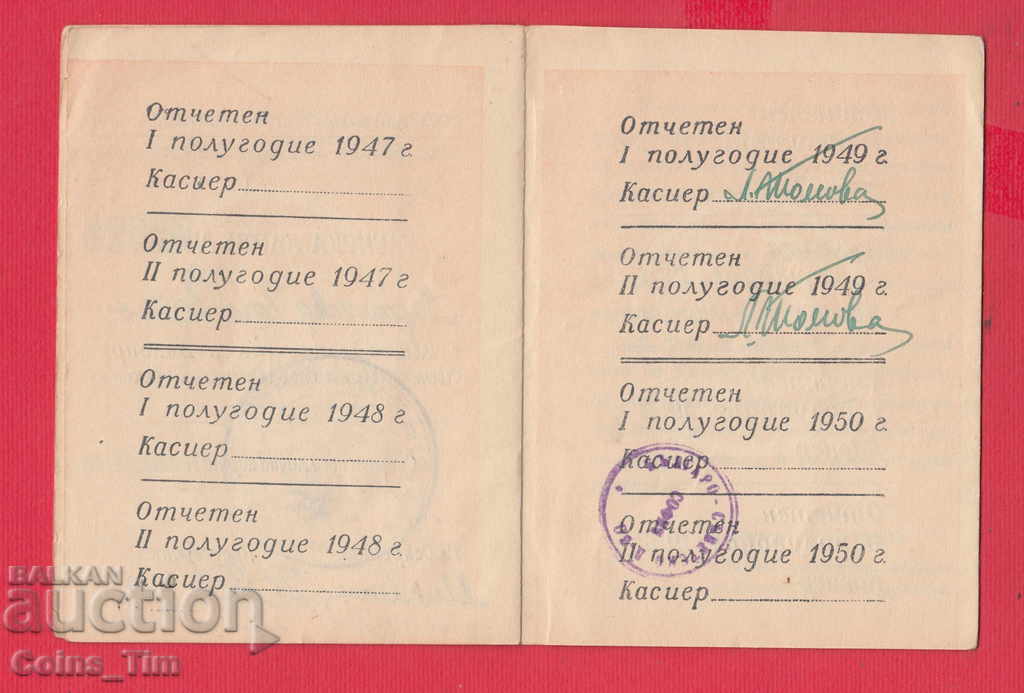 Отчетен
I полугодие 1947 г.
Касиер
Отчетен
II полугодие 1947 г
Касиер
Отчетен
I полугодие 1948 г
Касиер
Отчетен
II полугодие 1948 г.
Касиер
Отчетен
I полугодие 1949 г.
Касиер
Отчетен
II полугодие 1949 г.
Касиер
Отчетен
I полугодие 1950 г.
Касиер
Отчетен
II полугодие 1950 г.
Касиер
СОФИЯ
BALKAN
auction
Coins_Tim